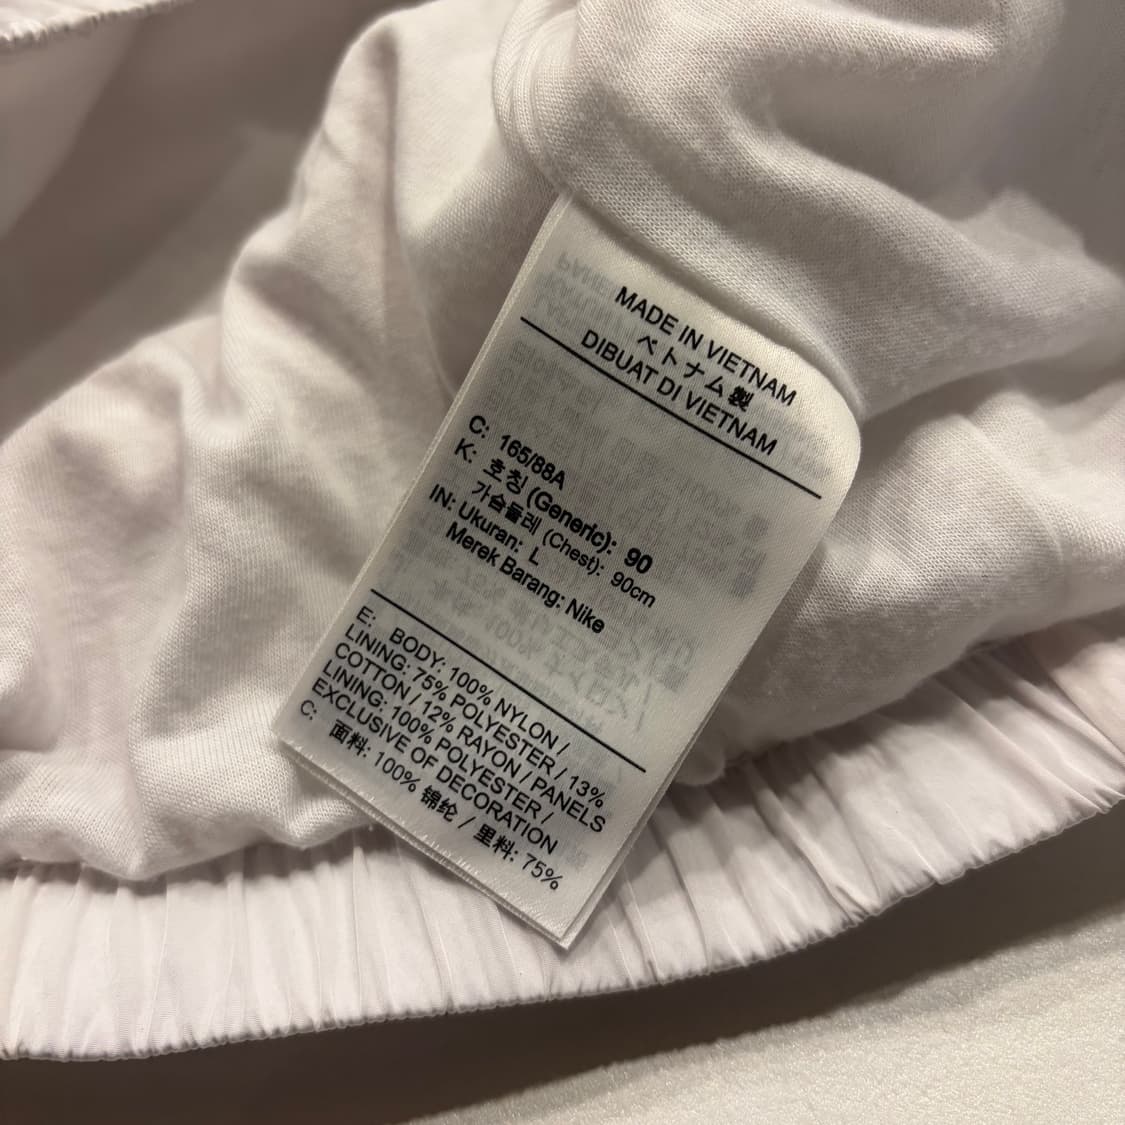 MADE IN VIETNAM
ベトナム製
DIBUAT DI VIETNAM
C: 165/88A
K: 호칭 (Generic): 90
가슴둘레 (Chest): 90cm
IN: Ukuran: L
Merek Barang: Nike
E: BODY: 100% NYLON /
LINING: 75% POLYESTER / 13%
COTTON / 12% RAYON / PANELS
LINING: 100% POLYESTER /
EXCLUSIVE OF DECORATION
C: 面料: 100% 锦纶 / 里料: 75%